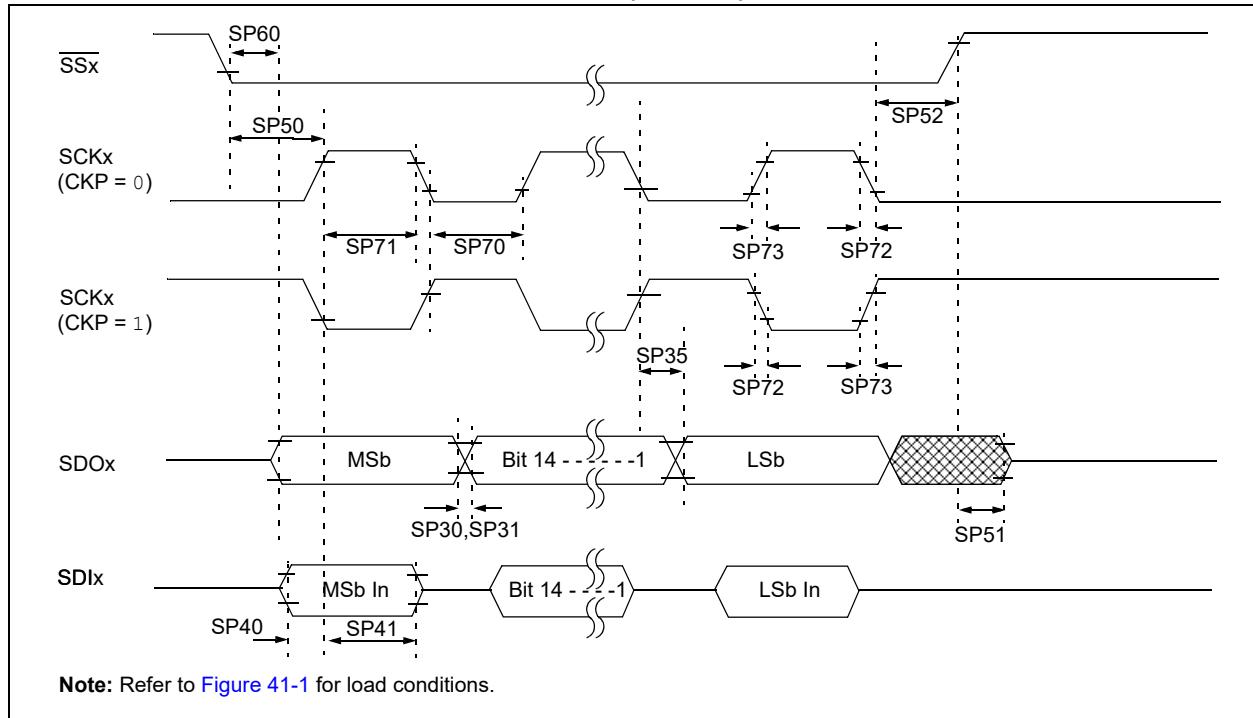 SP60
SSx
SP50
SP52
SCKx
(CKP = 0)
SP71
SP70
SP73
SP72
SCKx
(CKP = 1)
SP35
SP72
SP73
SDOx
MSb
Bit 14 - - - - - -1
LSb
SP30,SP31
SP51
SDIx
MSb In
Bit 14 - - - -1
LSb In
SP40
SP41
Note: Refer to Figure 41-1 for load conditions.